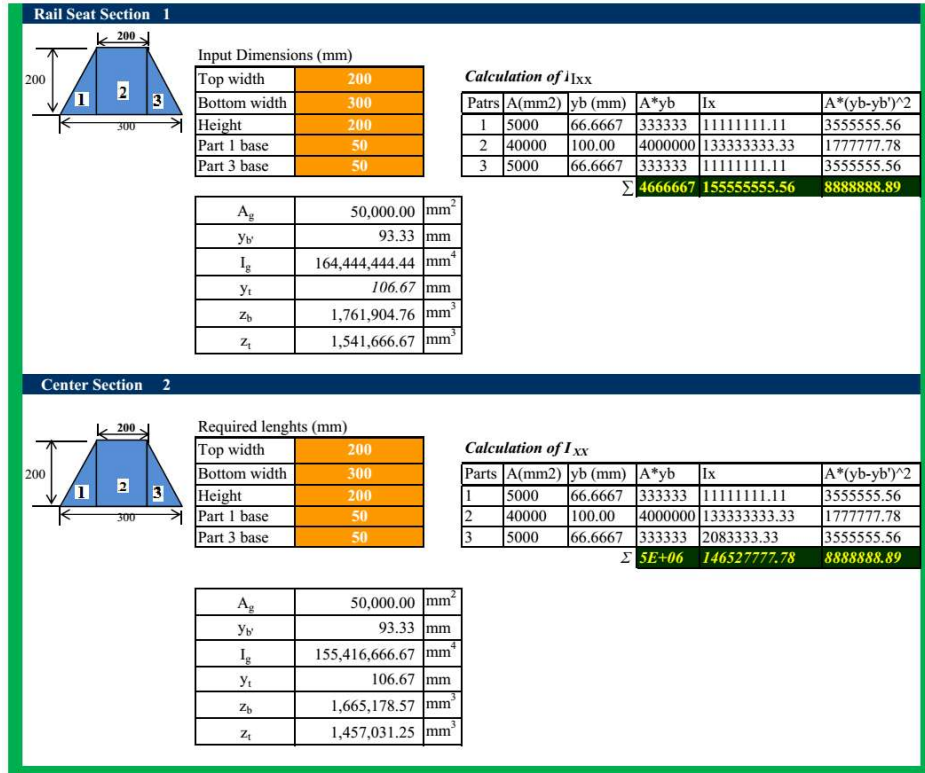 Rail Seat Section 1
200
200
1 2 3
300
Input Dimensions (mm)
Top width 200
Bottom width 300
Height 200
Part 1 base 50
Part 3 base 50
Calculation of IIxx
Patrs A(mm2) yb (mm) A*yb Ix A*(yb-yb')^2
1 5000 66.6667 333333 11111111.11 3555555.56
2 40000 100.00 4000000 133333333.33 1777777.78
3 5000 66.6667 333333 11111111.11 3555555.56
Σ 4666667 155555555.56 8888888.89
Ag 50,000.00 mm²
yb' 93.33 mm
Ig 164,444,444.44 mm⁴
yt 106.67 mm
zb 1,761,904.76 mm³
zt 1,541,666.67 mm³
Center Section 2
200
200
1 2 3
300
Required lenghts (mm)
Top width 200
Bottom width 300
Height 200
Part 1 base 50
Part 3 base 50
Calculation of I XX
Parts A(mm2) yb (mm) A*yb Ix A*(yb-yb')^2
1 5000 66.6667 333333 11111111.11 3555555.56
2 40000 100.00 4000000 133333333.33 1777777.78
3 5000 66.6667 333333 2083333.33 3555555.56
Σ 5E+06 146527777.78 8888888.89
Ag 50,000.00 mm²
yb' 93.33 mm
Ig 155,416,666.67 mm⁴
yt 106.67 mm
zb 1,665,178.57 mm³
zt 1,457,031.25 mm³